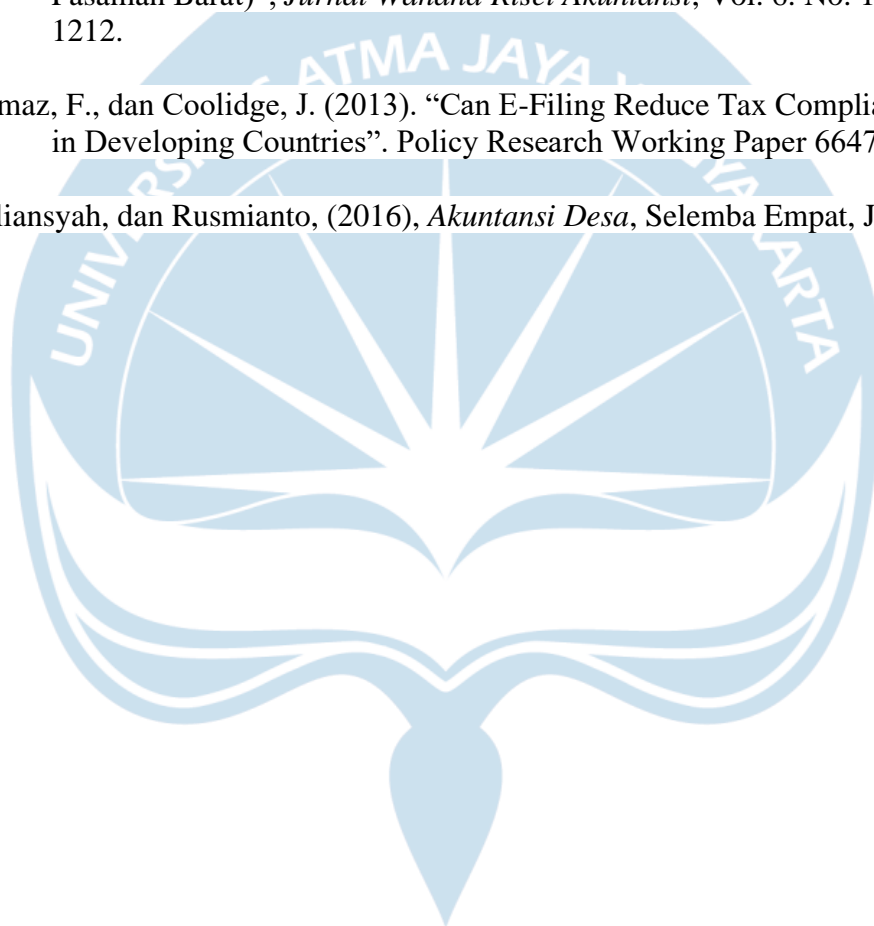 Pasaman Barat)", Jurnal Wahana Riset Akuntansi, Vol. 6. No. 1
1212.
UNIVERS S ATMA JAYA Y GYAKARTA
maz, F., dan Coolidge, J. (2013). “Can E-Filing Reduce Tax Complia
in Developing Countries”. Policy Research Working Paper 6647
liansyah, dan Rusmianto, (2016), Akuntansi Desa, Selemba Empat, J